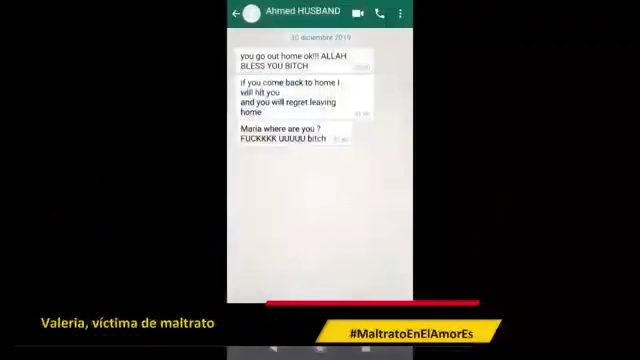 Ahmed HUSBAND
10 diciembre 2019
you go out home ok!!! ALLAH
BLESS YOU BITCH
if you come back to home I
will hit you
and you will regret leaving
home
Maria where are you ?
FUCKKKK UUUUU bitch
Valeria, víctima de maltrato
#MaltratoEnElAmorEs